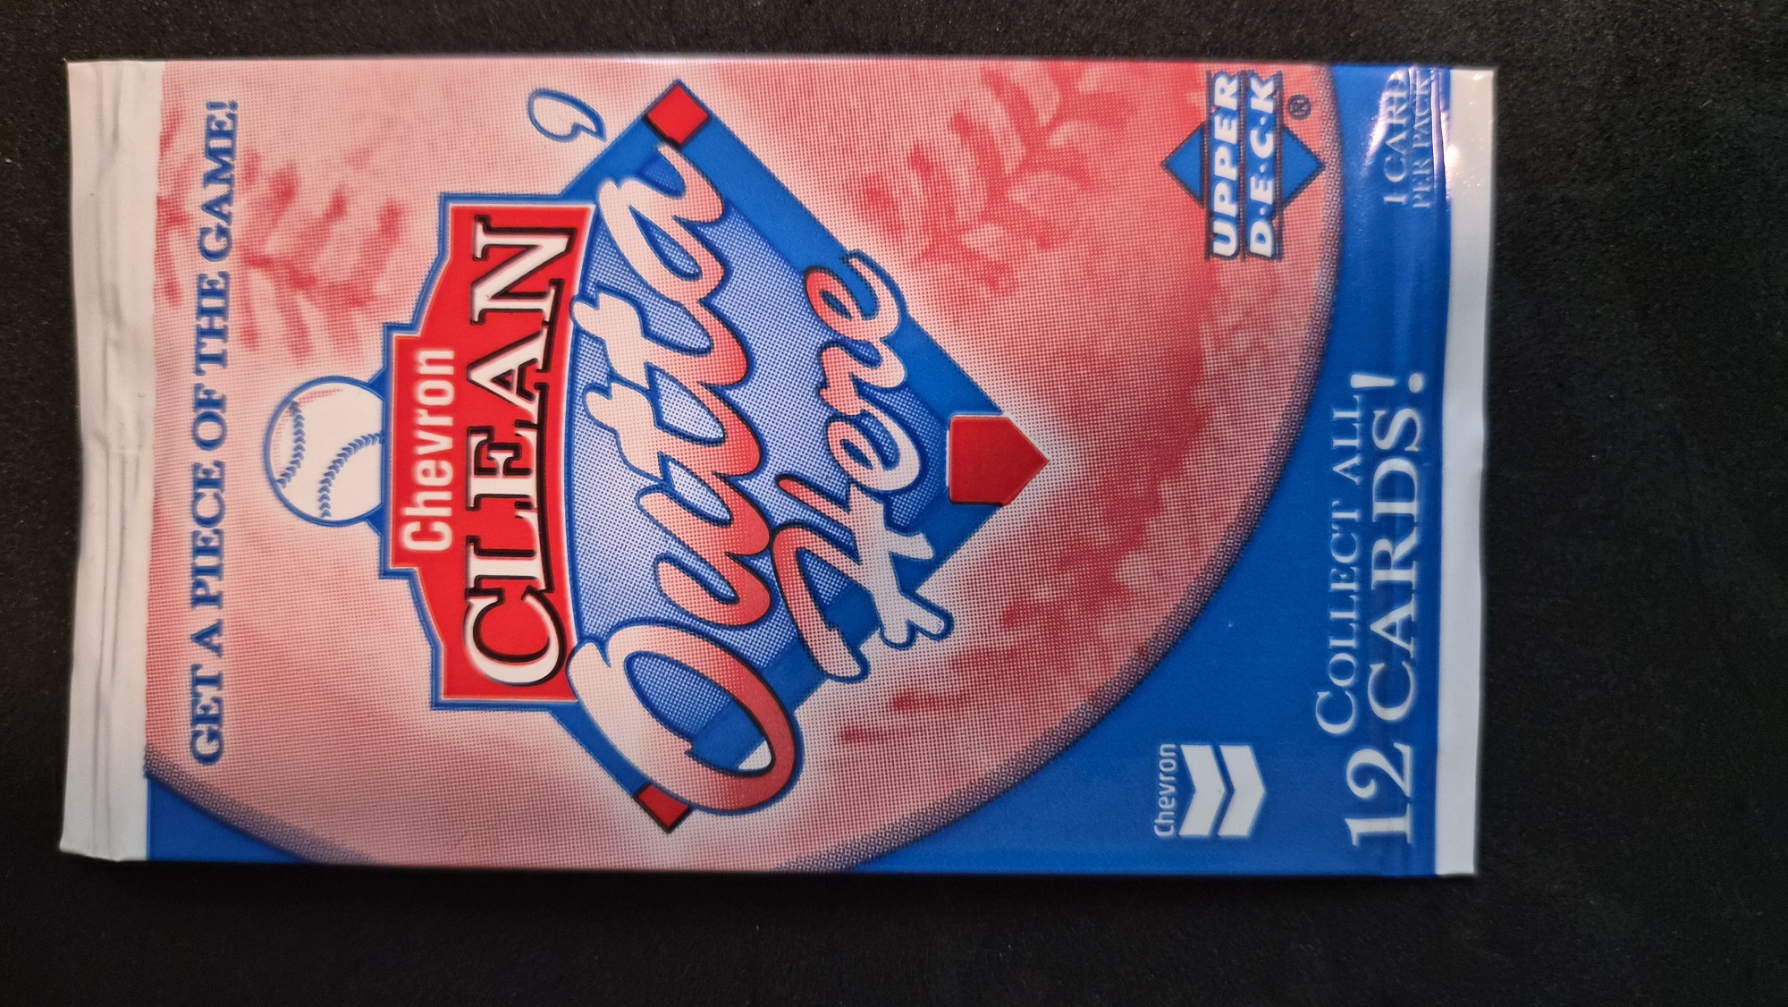 GET A PIECE OF THE GAME!
Chevron
CLEAN
Outta'
Here
Chevron
UPPER
D•E•C•K®
COLLECT ALL
12 CARDS!
1 CARD
PER PACK